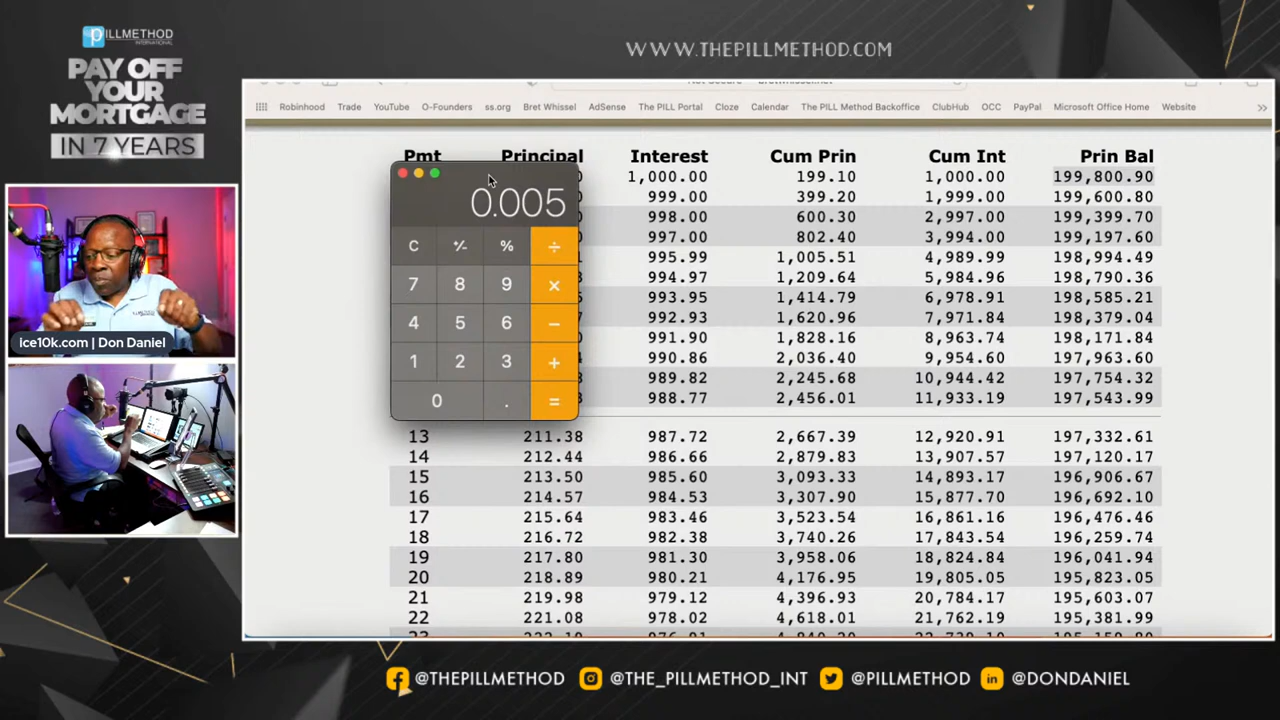 PILLMETHOD
INTERNATIONAL
PAY OFF
YOUR
MORTGAGE
IN 7 YEARS
WWW.THEPILLMETHOD.COM
Robinhood Trade YouTube O-Founders ss.org Bret Whissel AdSense The PILL Portal Cloze Calendar The PILL Method Backoffice ClubHub OCC PayPal Microsoft Office Home Website
Pmt Principal Interest Cum Prin Cum Int Prin Bal
1,000.00 199.10 1,000.00 199,800.90
999.00 399.20 1,999.00 199,600.80
998.00 600.30 2,997.00 199,399.70
997.00 802.40 3,994.00 199,197.60
995.99 1,005.51 4,989.99 198,994.49
994.97 1,209.64 5,984.96 198,790.36
993.95 1,414.79 6,978.91 198,585.21
992.93 1,620.96 7,971.84 198,379.04
991.90 1,828.16 8,963.74 198,171.84
990.86 2,036.40 9,954.60 197,963.60
989.82 2,245.68 10,944.42 197,754.32
988.77 2,456.01 11,933.19 197,543.99
13 211.38 987.72 2,667.39 12,920.91 197,332.61
14 212.44 986.66 2,879.83 13,907.57 197,120.17
15 213.50 985.60 3,093.33 14,893.17 196,906.67
16 214.57 984.53 3,307.90 15,877.70 196,692.10
17 215.64 983.46 3,523.54 16,861.16 196,476.46
18 216.72 982.38 3,740.26 17,843.54 196,259.74
19 217.80 981.30 3,958.06 18,824.84 196,041.94
20 218.89 980.21 4,176.95 19,805.05 195,823.05
21 219.98 979.12 4,396.93 20,784.17 195,603.07
22 221.08 978.02 4,618.01 21,762.19 195,381.99
0.005
C +/- % ÷
7 8 9 ×
4 5 6 −
1 2 3 +
0 . =
ice10k.com | Don Daniel
@THEPILLMETHOD @THE_PILLMETHOD_INT @PILLMETHOD @DONDANIEL